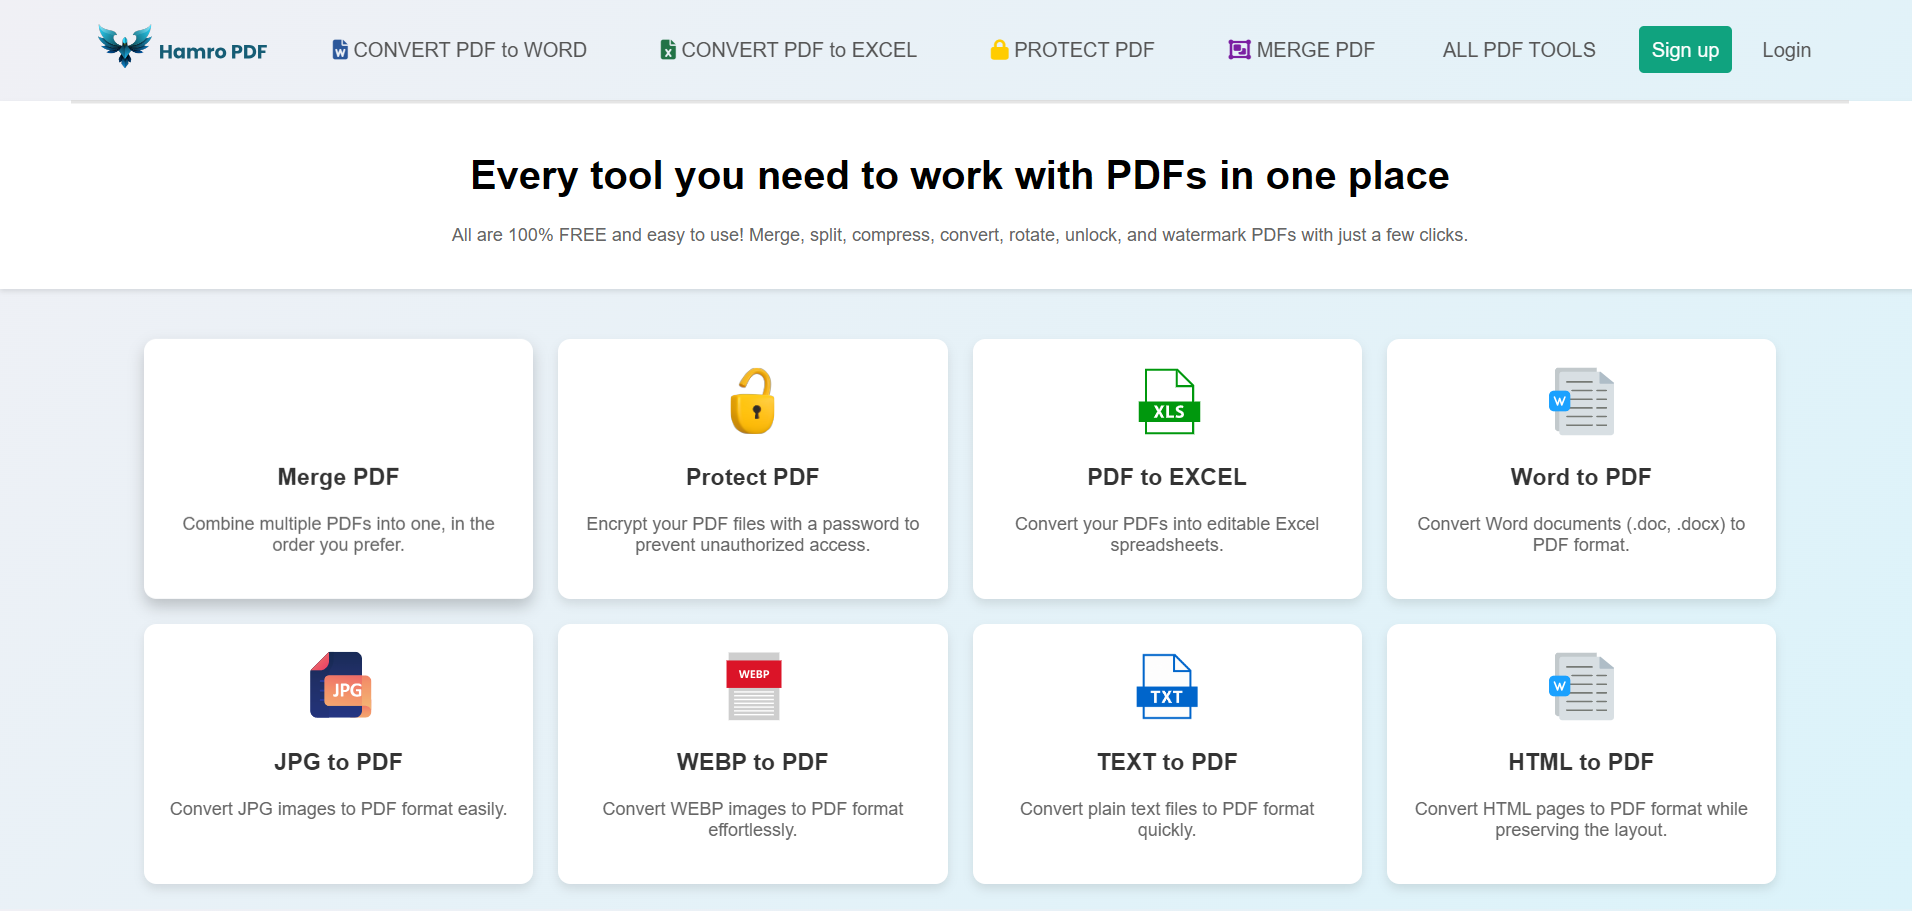 Hamro PDF
CONVERT PDF to WORD
CONVERT PDF to EXCEL
PROTECT PDF
MERGE PDF
ALL PDF TOOLS
Sign up
Login
Every tool you need to work with PDFs in one place
All are 100% FREE and easy to use! Merge, split, compress, convert, rotate, unlock, and watermark PDFs with just a few clicks.
Merge PDF
Combine multiple PDFs into one, in the
order you prefer.
Protect PDF
Encrypt your PDF files with a password to
prevent unauthorized access.
XLS
PDF to EXCEL
Convert your PDFs into editable Excel
spreadsheets.
W
Word to PDF
Convert Word documents (.doc, .docx) to
PDF format.
JPG
JPG to PDF
Convert JPG images to PDF format easily.
WEBP
WEBP to PDF
Convert WEBP images to PDF format
effortlessly.
TXT
TEXT to PDF
Convert plain text files to PDF format
quickly.
W
HTML to PDF
Convert HTML pages to PDF format while
preserving the layout.